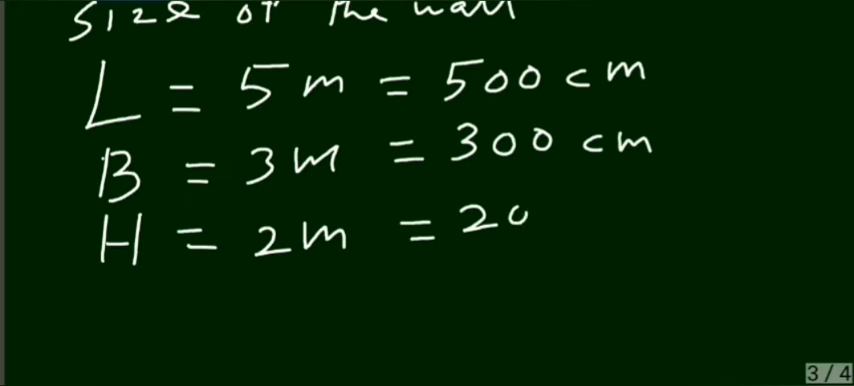 Size of the wall
L = 5m = 500 cm
B = 3m = 300 cm
H = 2m = 20
3 / 4